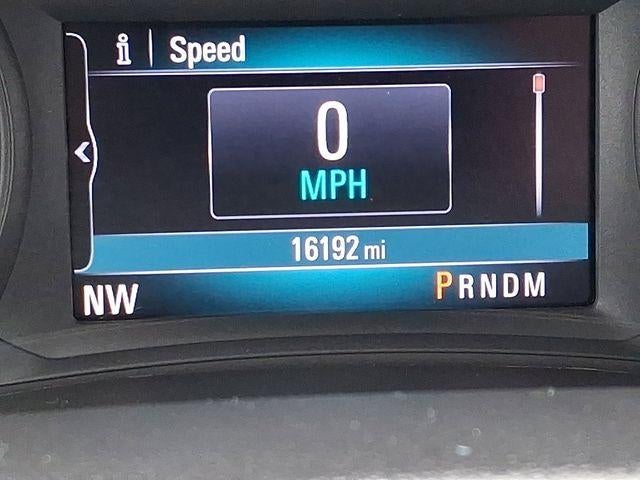 i | Speed
0
MPH
16192 mi
NW PRNDM